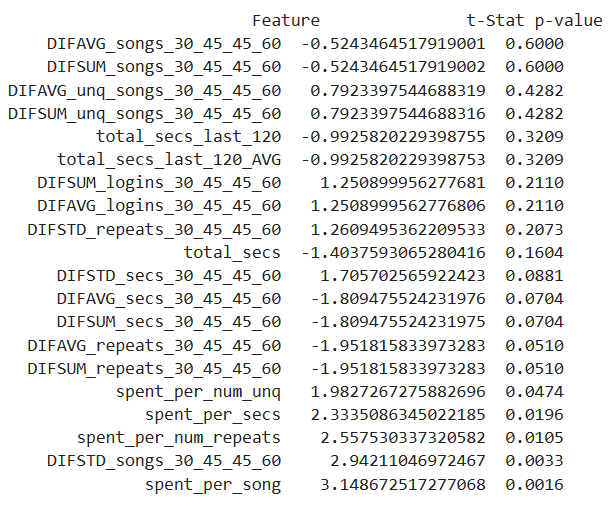 Feature t-Stat p-value
DIFAVG_songs_30_45_45_60 -0.5243464517919001 0.6000
DIFSUM_songs_30_45_45_60 -0.5243464517919002 0.6000
DIFAVG_unq_songs_30_45_45_60 0.7923397544688319 0.4282
DIFSUM_unq_songs_30_45_45_60 0.7923397544688316 0.4282
total_secs_last_120 -0.9925820229398755 0.3209
total_secs_last_120_AVG -0.9925820229398753 0.3209
DIFSUM_logins_30_45_45_60 1.250899956277681 0.2110
DIFAVG_logins_30_45_45_60 1.2508999562776806 0.2110
DIFSTD_repeats_30_45_45_60 1.2609495362209533 0.2073
total_secs -1.4037593065280416 0.1604
DIFSTD_secs_30_45_45_60 1.705702565922423 0.0881
DIFAVG_secs_30_45_45_60 -1.809475524231976 0.0704
DIFSUM_secs_30_45_45_60 -1.809475524231975 0.0704
DIFAVG_repeats_30_45_45_60 -1.951815833973283 0.0510
DIFSUM_repeats_30_45_45_60 -1.951815833973283 0.0510
spent_per_num_unq 1.9827267275882696 0.0474
spent_per_secs 2.3335086345022185 0.0196
spent_per_num_repeats 2.557530337320582 0.0105
DIFSTD_songs_30_45_45_60 2.94211046972467 0.0033
spent_per_song 3.148672517277068 0.0016